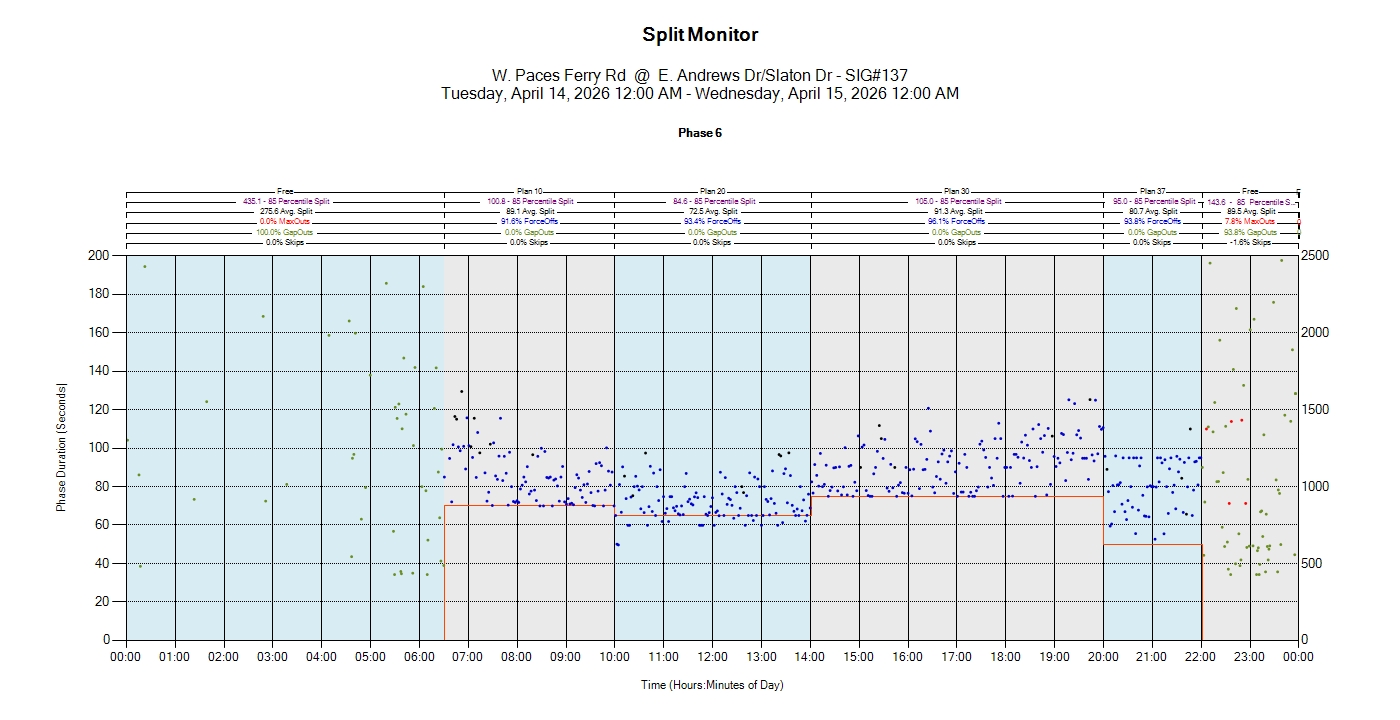 Split Monitor
W. Paces Ferry Rd @ E. Andrews Dr/Slaton Dr - SIG#137
Tuesday, April 14, 2026 12:00 AM - Wednesday, April 15, 2026 12:00 AM
Phase 6
Free Plan 10 Plan 20 Plan 30 Plan 37 Free F
435.1 - 85 Percentile Split 100.8 - 85 Percentile Split 84.6 - 85 Percentile Split 105.0 - 85 Percentile Split 95.0 - 85 Percentile Split 143.6 - 85 Percentile S...
275.6 Avg. Split 89.1 Avg. Split 72.5 Avg. Split 91.3 Avg. Split 80.7 Avg. Split 89.5 Avg. Split
0.0% MaxOuts 91.6% ForceOffs 93.4% ForceOffs 96.1% ForceOffs 93.8% ForceOffs 7.8% MaxOuts
100.0% GapOuts 0.0% GapOuts 0.0% GapOuts 0.0% GapOuts 0.0% GapOuts 93.8% GapOuts
0.0% Skips 0.0% Skips 0.0% Skips 0.0% Skips 0.0% Skips -1.6% Skips
200 2500
180
160 2000
140
120 1500
100
80 1000
60
40 500
20
0 0
Phase Duration (Seconds)
00:00 01:00 02:00 03:00 04:00 05:00 06:00 07:00 08:00 09:00 10:00 11:00 12:00 13:00 14:00 15:00 16:00 17:00 18:00 19:00 20:00 21:00 22:00 23:00 00:00
Time (Hours:Minutes of Day)